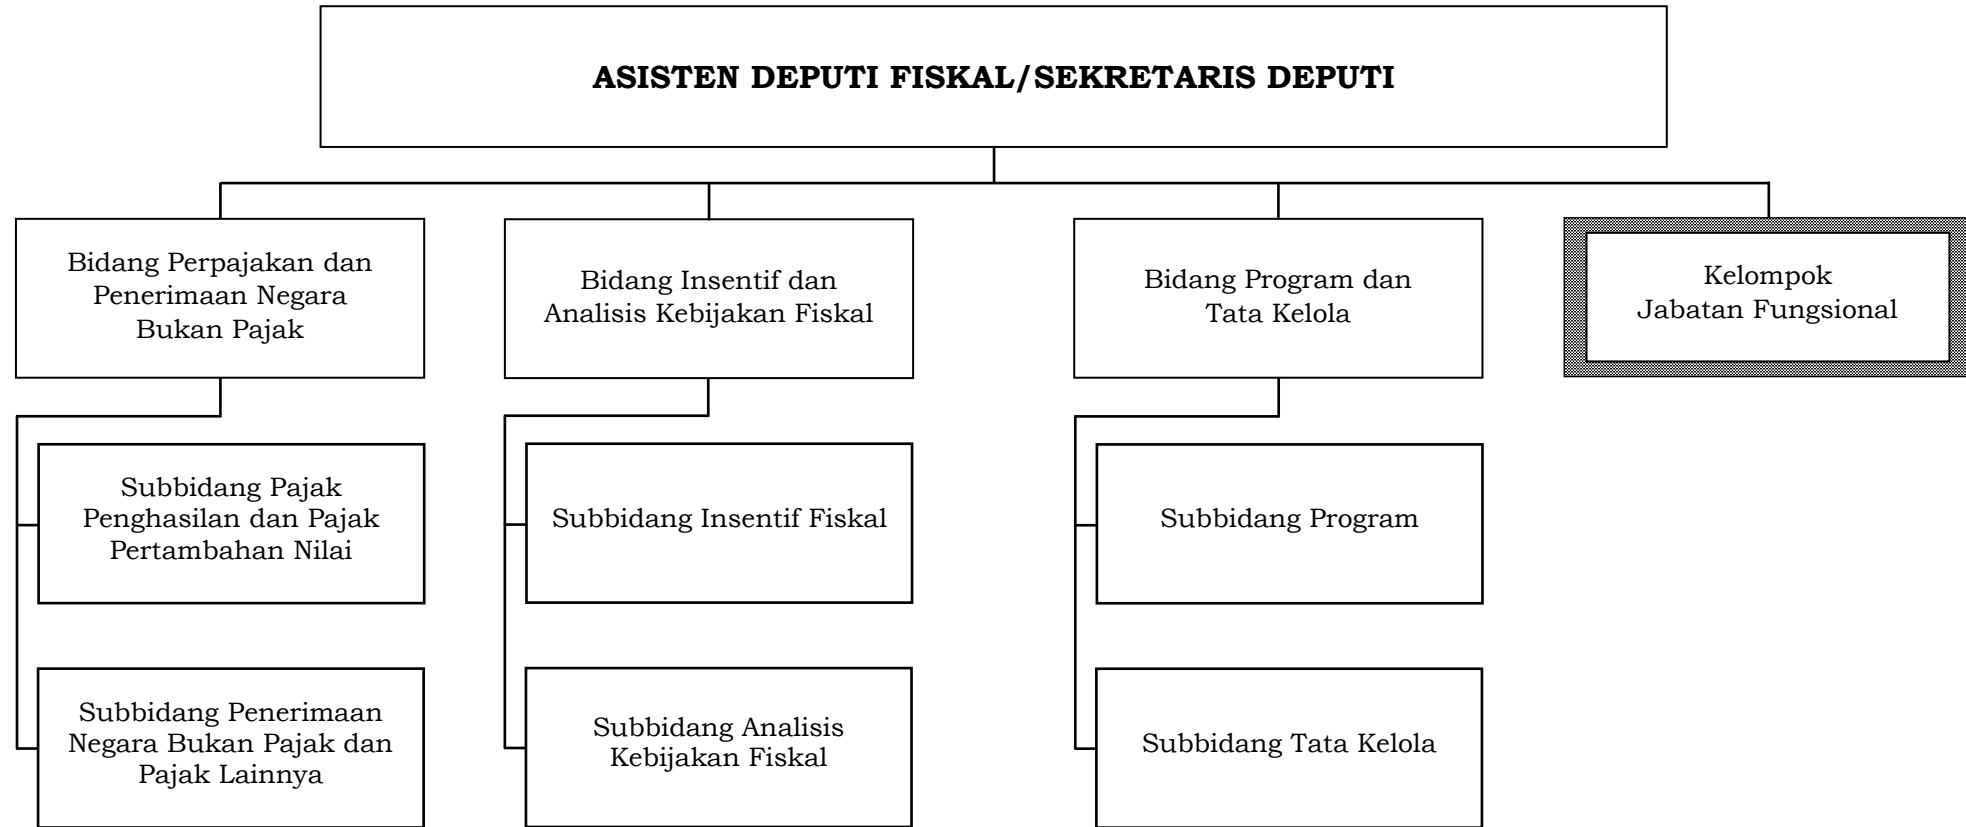 ASISTEN DEPUTI FISKAL/SEKRETARIS DEPUTI
Bidang Perpajakan dan
Penerimaan Negara
Bukan Pajak
Bidang Insentif dan
Analisis Kebijakan Fiskal
Bidang Program dan
Tata Kelola
Kelompok
Jabatan Fungsional
Subbidang Pajak
Penghasilan dan Pajak
Pertambahan Nilai
Subbidang Insentif Fiskal
Subbidang Program
Subbidang Penerimaan
Negara Bukan Pajak dan
Pajak Lainnya
Subbidang Analisis
Kebijakan Fiskal
Subbidang Tata Kelola